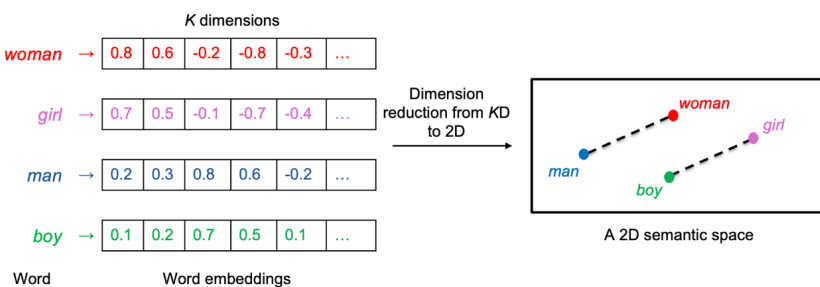 K dimensions
woman → 0.8 0.6 -0.2 -0.8 -0.3 ...
girl → 0.7 0.5 -0.1 -0.7 -0.4 ...
man → 0.2 0.3 0.8 0.6 -0.2 ...
boy → 0.1 0.2 0.7 0.5 0.1 ...
Word
Word embeddings
Dimension
reduction from KD
to 2D
woman
girl
man
boy
A 2D semantic space